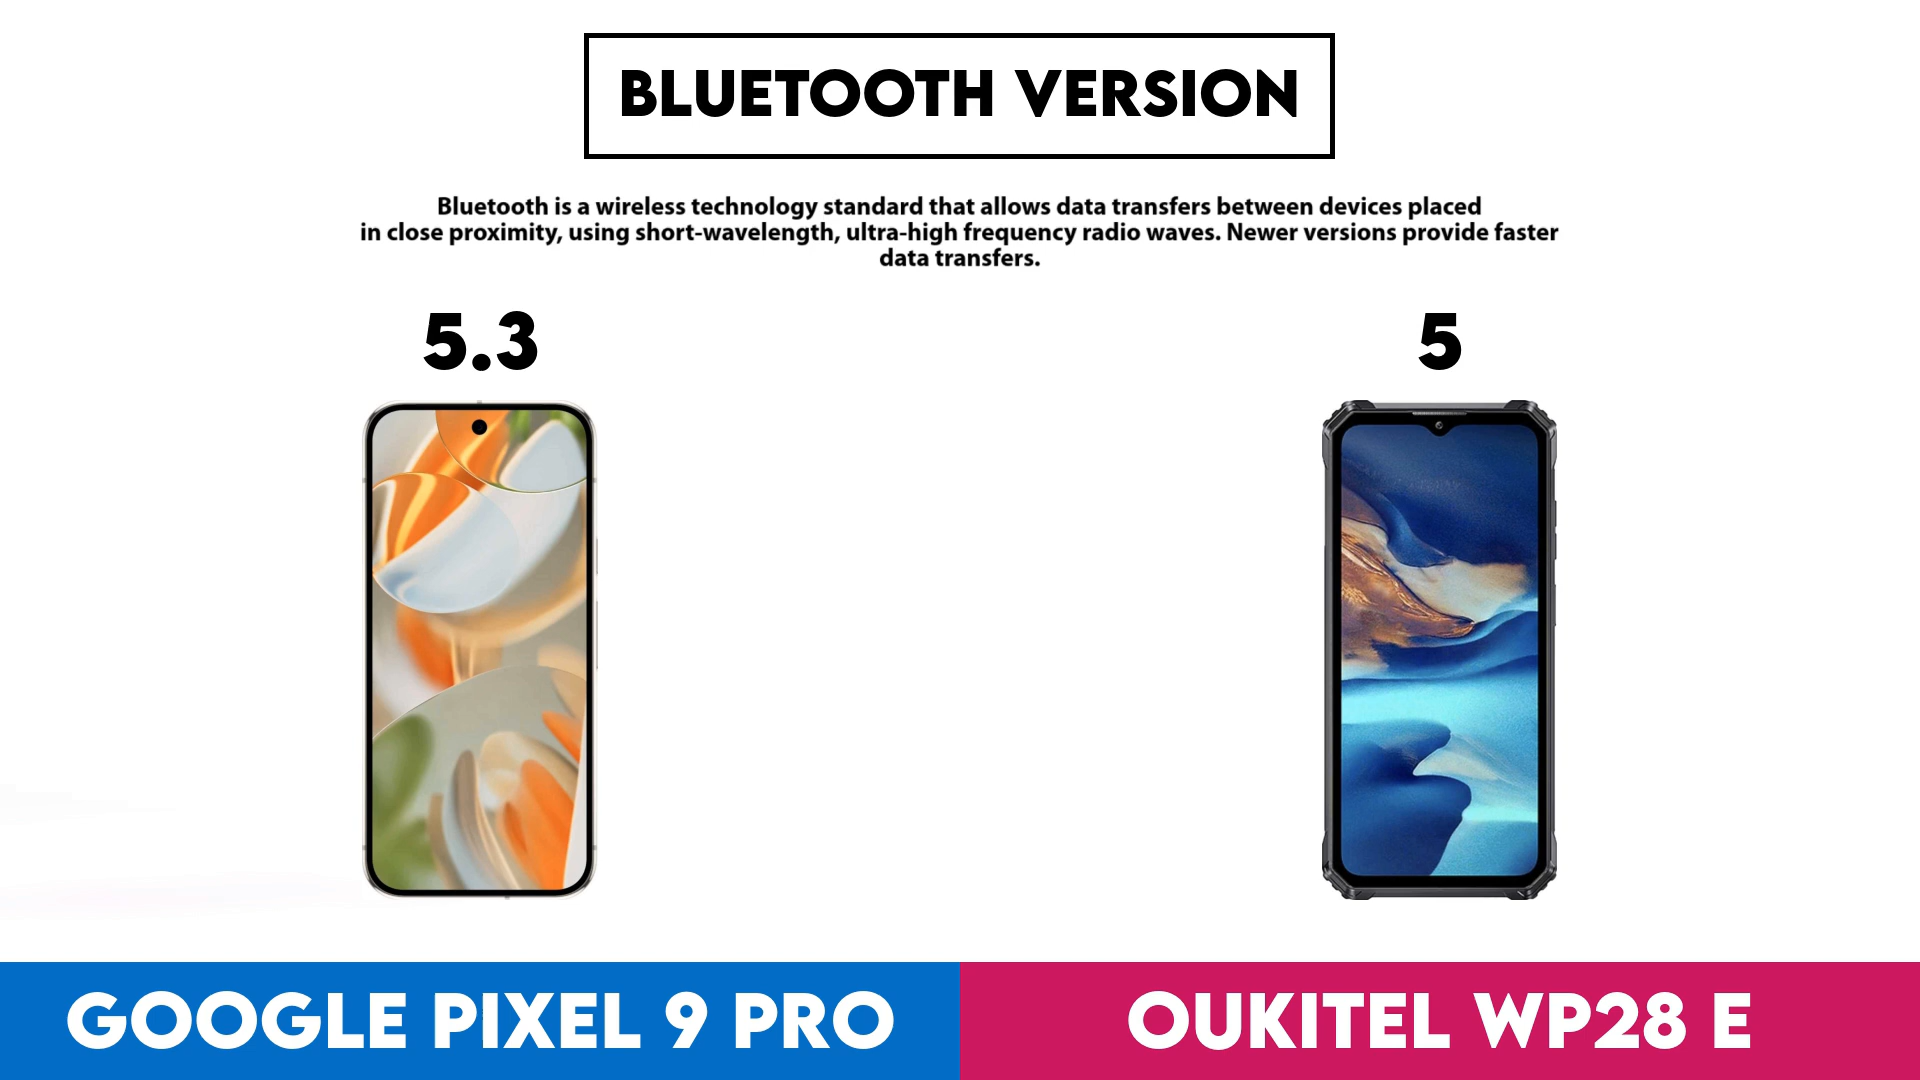 BLUETOOTH VERSION
Bluetooth is a wireless technology standard that allows data transfers between devices placed
in close proximity, using short-wavelength, ultra-high frequency radio waves. Newer versions provide faster
data transfers.
5.3
5
GOOGLE PIXEL 9 PRO
OUKITEL WP28 E